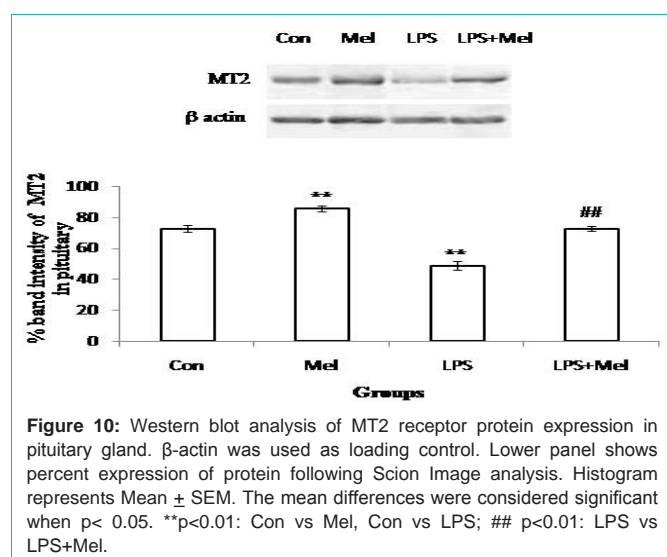 Con Mel LPS LPS+Mel
MT2
β actin
% band intensity of MT2
in pituitary
100
80
60
40
20
0
**
**
##
Con Mel LPS LPS+Mel
Groups
Figure 10: Western blot analysis of MT2 receptor protein expression in
pituitary gland. β-actin was used as loading control. Lower panel shows
percent expression of protein following Scion Image analysis. Histogram
represents Mean ± SEM. The mean differences were considered significant
when p< 0.05. **p<0.01: Con vs Mel, Con vs LPS; ## p<0.01: LPS vs
LPS+Mel.